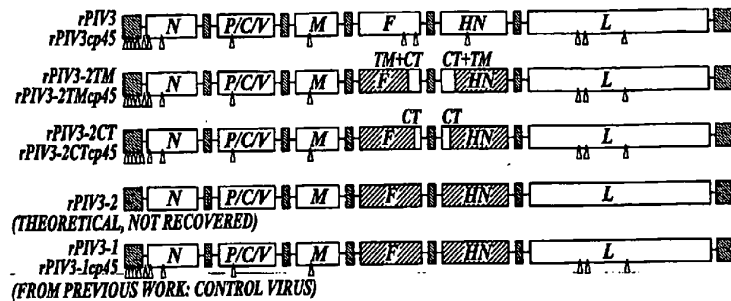 rPIV3
rPIV3cp45
N P/C/V M F HN L
TM+CT CT+TM
rPIV3-2TM
rPIV3-2TMcp45
N P/C/V M F HN L
CT CT
rPIV3-2CT
rPIV3-2CTcp45
N P/C/V M F HN L
rPIV3-2
N P/C/V M F HN L
(THEORETICAL, NOT RECOVERED)
rPIV3-1
rPIV3-1cp45
N P/C/V M F HN L
(FROM PREVIOUS WORK: CONTROL VIRUS)